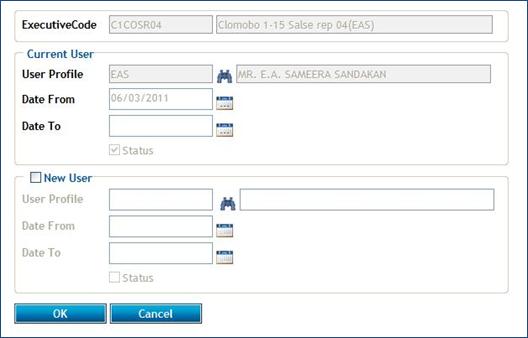 ExecutiveCode C1COSR04 Clomobo 1-15 Salse rep 04(EAS)
Current User
User Profile EAS MR. E.A. SAMEERA SANDAKAN
Date From 06/03/2011
Date To
Status
New User
User Profile
Date From
Date To
Status
OK Cancel